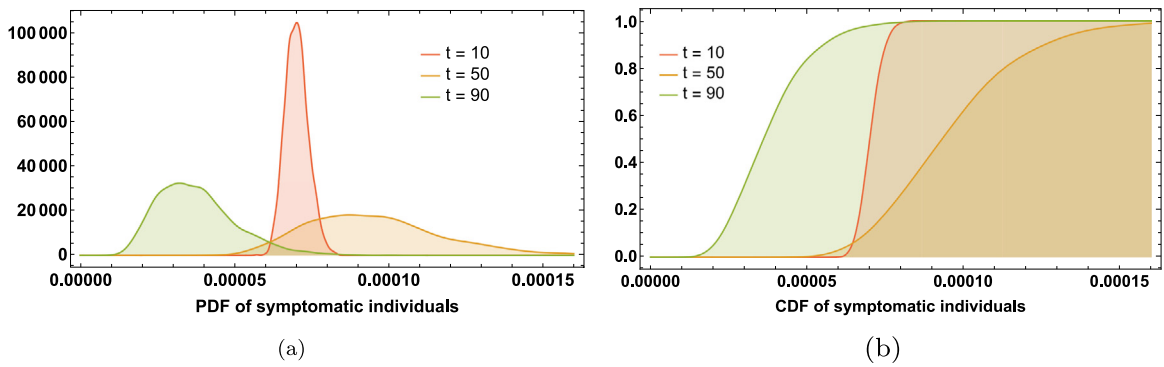 100 000
80 000
60 000
40 000
20 000
0
t = 10
t = 50
t = 90
0.00000
0.00005
0.00010
0.00015
PDF of symptomatic individuals
(a)
1.0
0.8
0.6
0.4
0.2
0.0
t = 10
t = 50
t = 90
0.00000
0.00005
0.00010
0.00015
CDF of symptomatic individuals
(b)